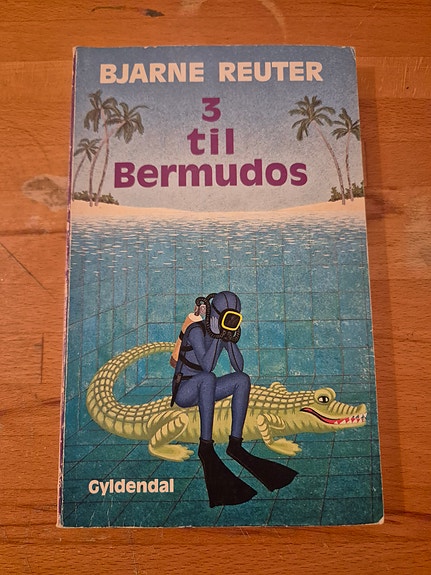 BJARNE REUTER
3
til
Bermudos
Gyldendal